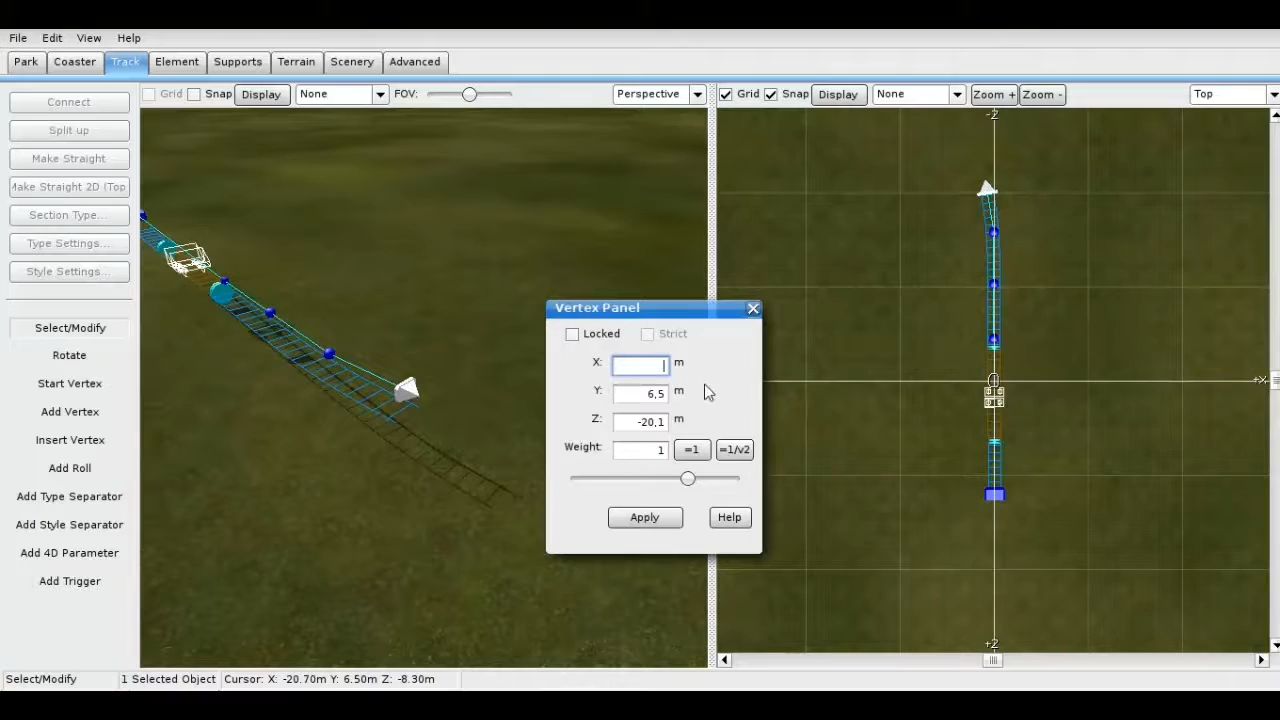 File Edit View Help
Park Coaster Track Element Supports Terrain Scenery Advanced
Grid Snap Display None FOV: Perspective
Grid Snap Display None Zoom + Zoom - Top
Connect
Split up
Make Straight
Make Straight 2D (Top
Section Type...
Type Settings...
Style Settings...
Select/Modify
Rotate
Start Vertex
Add Vertex
Insert Vertex
Add Roll
Add Type Separator
Add Style Separator
Add 4D Parameter
Add Trigger
-Z
+X
+Z
Vertex Panel
Locked Strict
X: m
Y: 6,5 m
Z: -20,1 m
Weight: 1 =1 =1/v2
Apply Help
Select/Modify 1 Selected Object Cursor: X: -20.70m Y: 6.50m Z: -8.30m